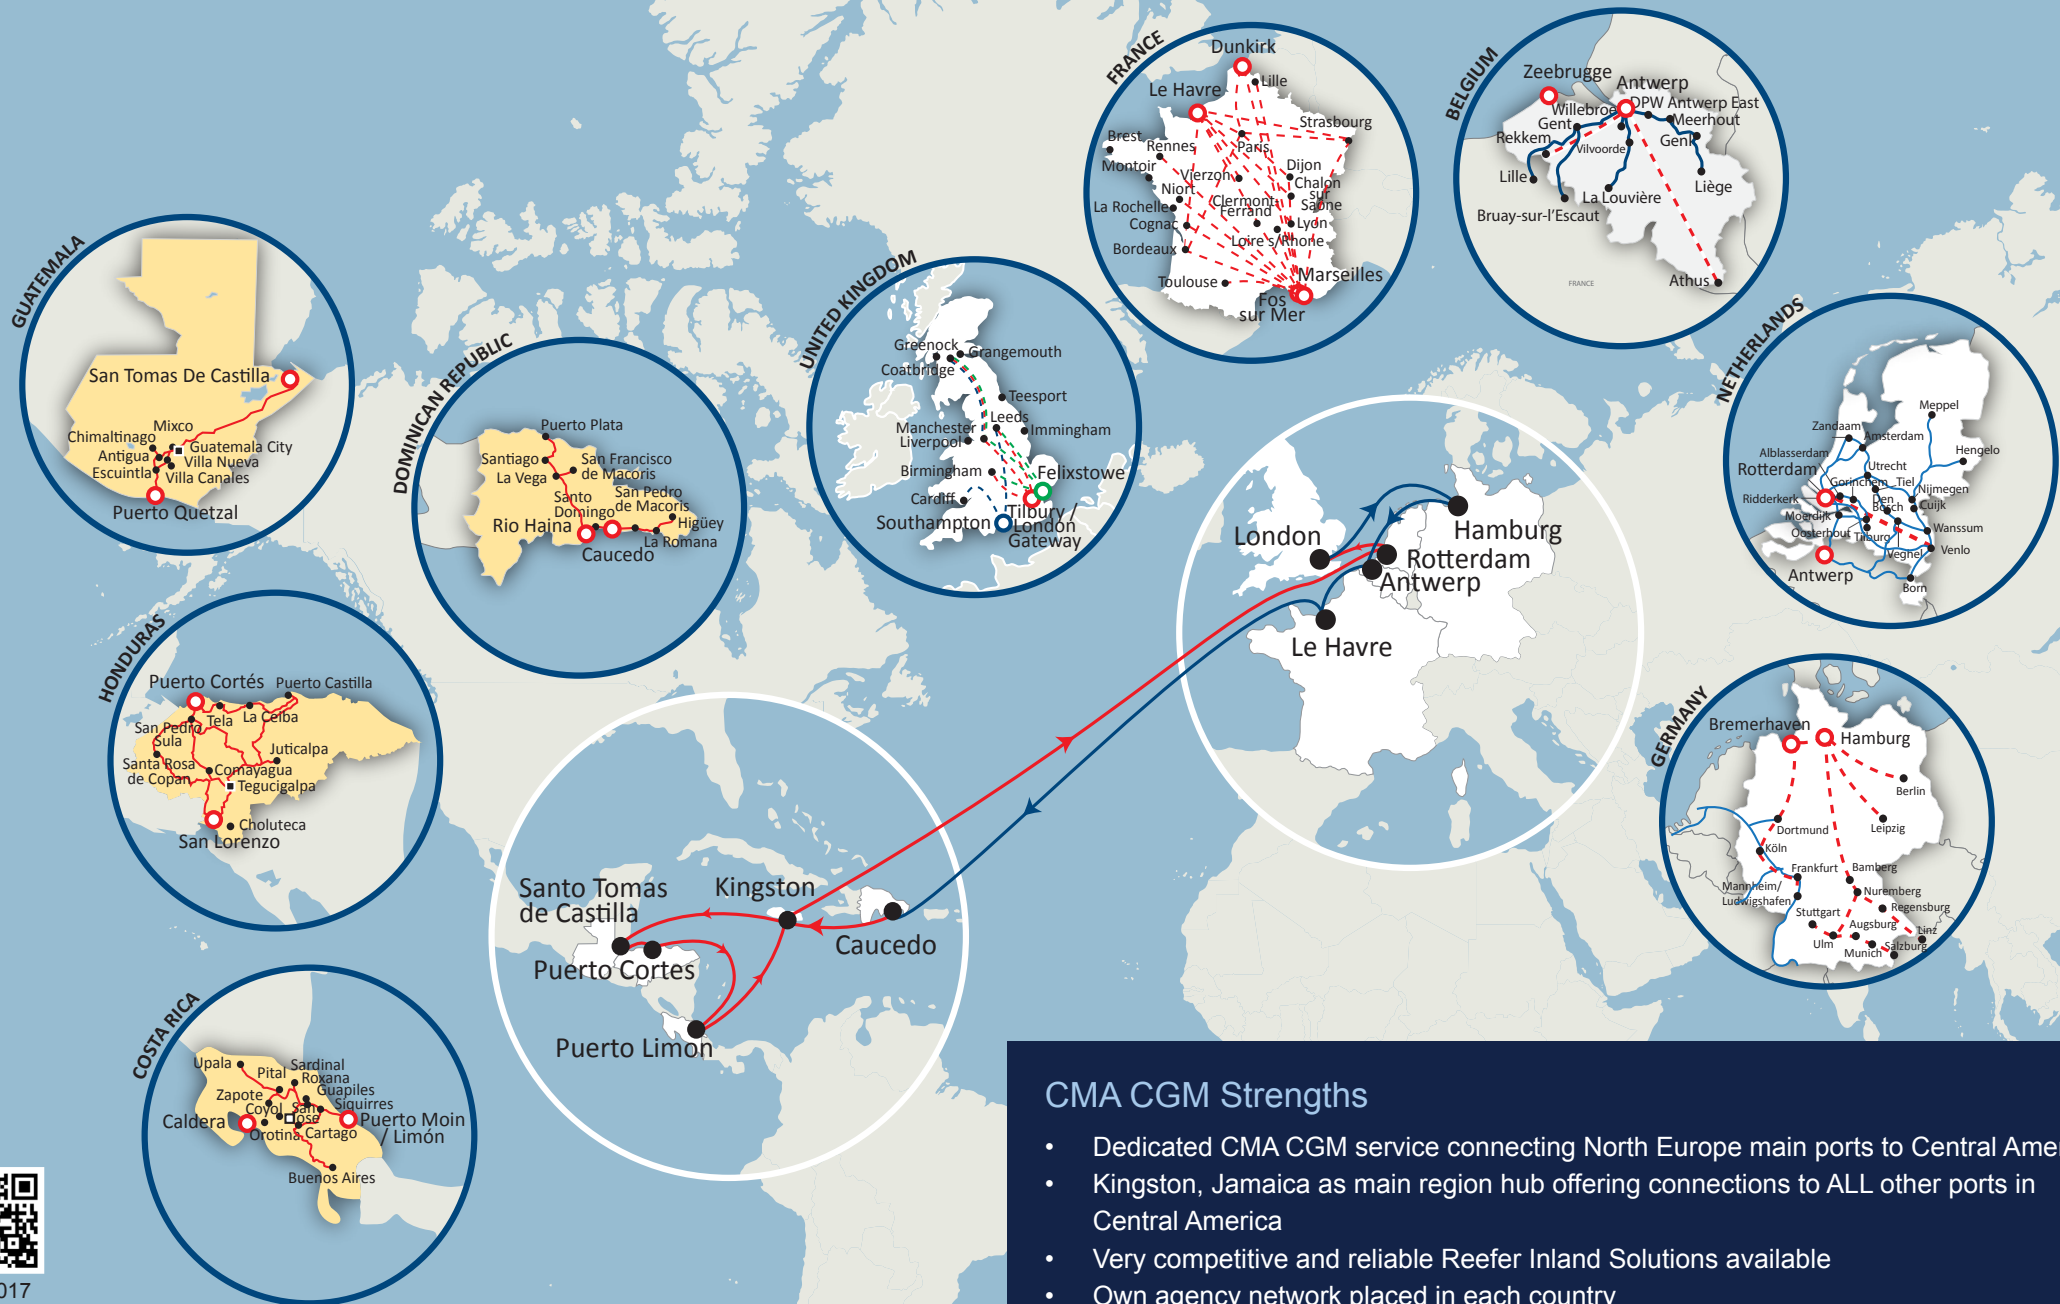 GUATEMALA
San Tomas De Castilla
Mixco
Chimaltinago
Guatemala City
Antigua
Villa Nueva
Escuintla
Villa Canales
Puerto Quetzal
DOMINICAN REPUBLIC
Puerto Plata
Santiago
San Francisco
de Macoris
La Vega
Santo
Domingo
San Pedro
de Macoris
Rio Haina
Higüey
La Romana
Caucedo
UNITED KINGDOM
Greenock
Grangemouth
Coatbridge
Teesport
Leeds
Manchester
Immingham
Liverpool
Birmingham
Felixstowe
Cardiff
Southampton
Tilbury /
London
Gateway
FRANCE
Dunkirk
Lille
Le Havre
Strasbourg
Brest
Rennes
Paris
Montoir
Dijon
Vierzon
Chalon
sur
Saône
Niort
Clermont-
Ferrand
La Rochelle
Cognac
Lyon
Loire s/Rhone
Bordeaux
Toulouse
Marseilles
Fos
sur Mer
BELGIUM
Zeebrugge
Antwerp
DPW Antwerp East
Willebroe
Meerhout
Gent
Rekkem
Genk
Vilvoorde
Lille
Liège
La Louvière
Bruay-sur-l’Escaut
Athus
FRANCE
NETHERLANDS
Meppel
Zandaam
Amsterdam
Alblasserdam
Hengelo
Rotterdam
Utrecht
Gorinchem
Tiel
Nijmegen
Ridderkerk
Den
Bosch
Cuijk
Moerdijk
Wanssum
Oosterhout
Tilburg
Veghel
Venlo
Antwerp
Born
HONDURAS
Puerto Cortés
Puerto Castilla
Tela
La Ceiba
San Pedro
Sula
Juticalpa
Santa Rosa
de Copan
Comayagua
Tegucigalpa
Choluteca
San Lorenzo
GERMANY
Bremerhaven
Hamburg
Berlin
Dortmund
Leipzig
Köln
Frankfurt
Bamberg
Mannheim/
Ludwigshafen
Nuremberg
Regensburg
Stuttgart
Augsburg
Linz
Ulm
Munich
Salzburg
COSTA RICA
Upala
Sardinal
Pital
Roxana
Guapiles
Zapote
Siquirres
Coyol
San
José
Caldera
Puerto Moin
/ Limón
Orotina
Cartago
Buenos Aires
London
Hamburg
Rotterdam
Antwerp
Le Havre
Santo Tomas
de Castilla
Kingston
Caucedo
Puerto Cortes
Puerto Limon
CMA CGM Strengths
• Dedicated CMA CGM service connecting North Europe main ports to Central Amer
• Kingston, Jamaica as main region hub offering connections to ALL other ports in
Central America
• Very competitive and reliable Reefer Inland Solutions available
• Own agency network placed in each country
017